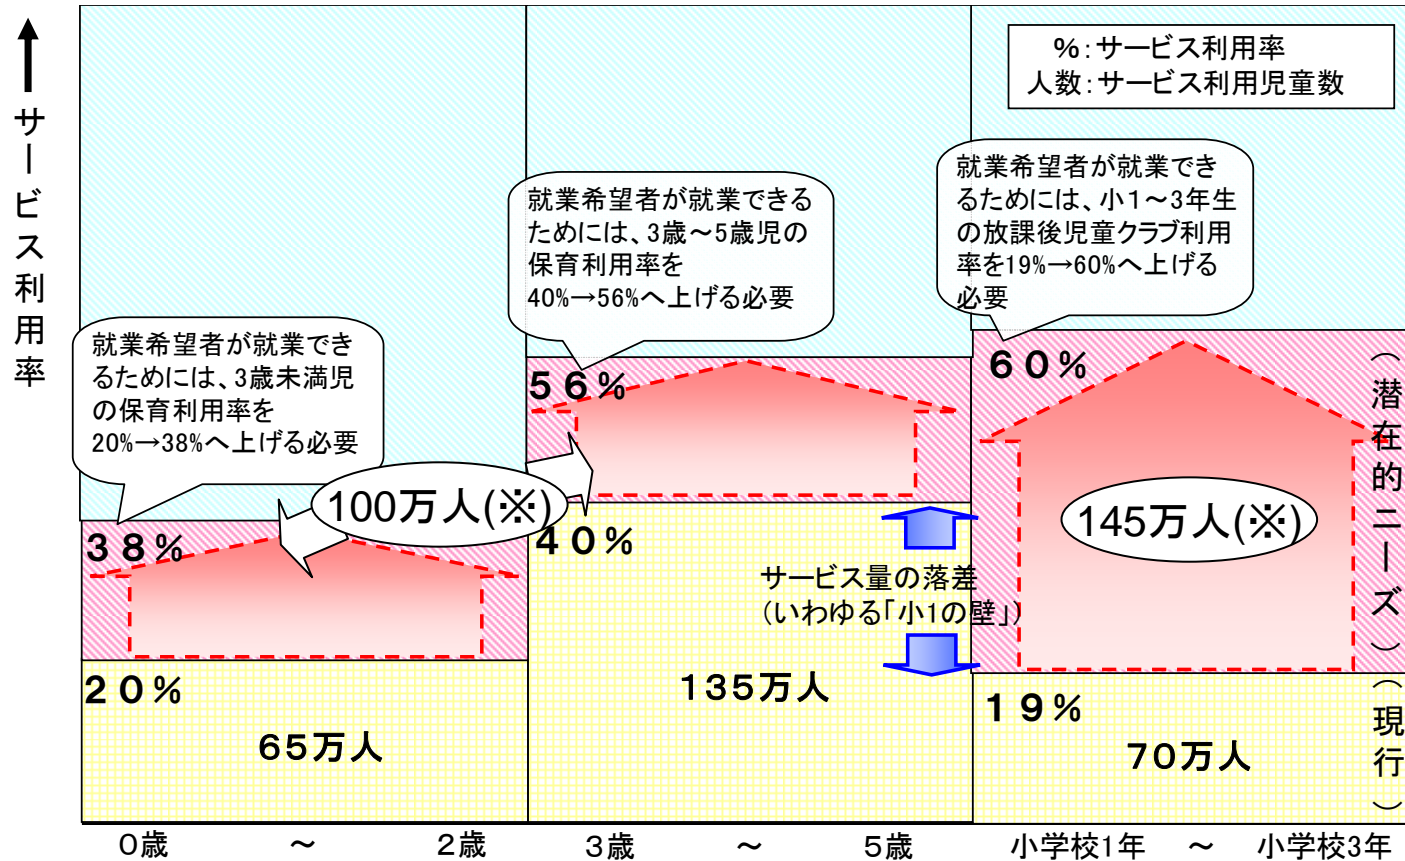 サービス利用率
%:サービス利用率
人数:サービス利用児童数
就業希望者が就業でき
るためには、3歳未満児
の保育利用率を
20%→38%へ上げる必要
就業希望者が就業できる
ためには、3歳～5歳児の
保育利用率を
40%→56%へ上げる必要
就業希望者が就業でき
るためには、小1～3年生
の放課後児童クラブ利用
率を19%→60%へ上げる
必要
38%
56%
60%
100万人(※)
145万人(※)
(潜在的ニーズ)
20%
40%
19%
サービス量の落差
(いわゆる「小1の壁」)
65万人
135万人
70万人
(現行)
0歳 ～ 2歳 3歳 ～ 5歳 小学校1年 ～ 小学校3年